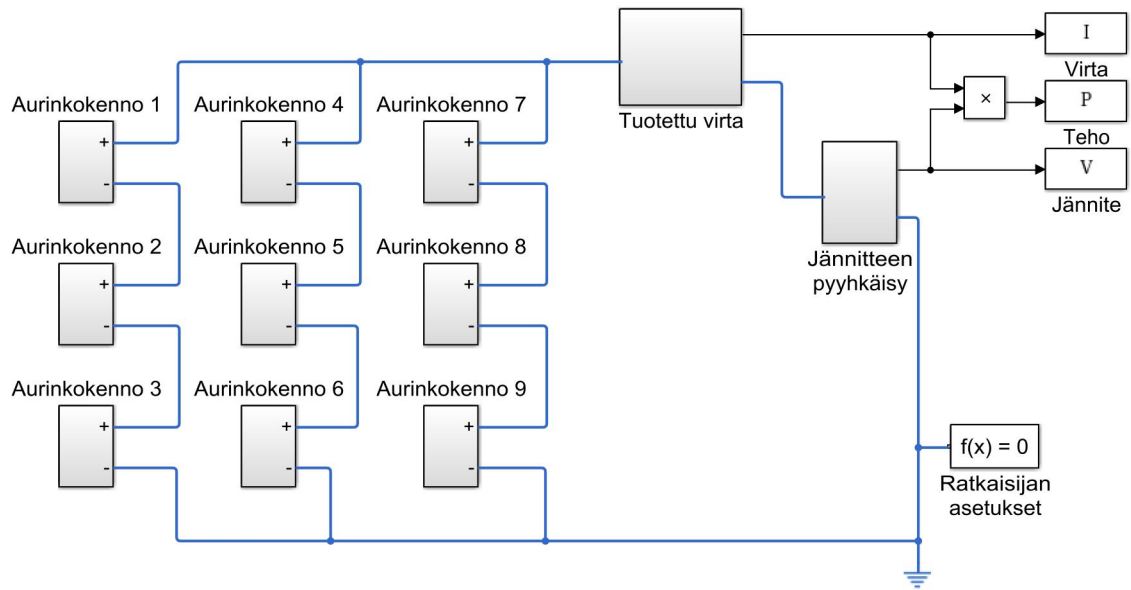 Aurinkokenno 1
+
-
Aurinkokenno 2
+
-
Aurinkokenno 3
+
-
Aurinkokenno 4
+
-
Aurinkokenno 5
+
-
Aurinkokenno 6
+
-
Aurinkokenno 7
+
-
Aurinkokenno 8
+
-
Aurinkokenno 9
+
-
Tuotettu virta
Jännitteen
pyyhkäisy
×
I
Virta
P
Teho
V
Jännite
f(x) = 0
Ratkaisijan
asetukset